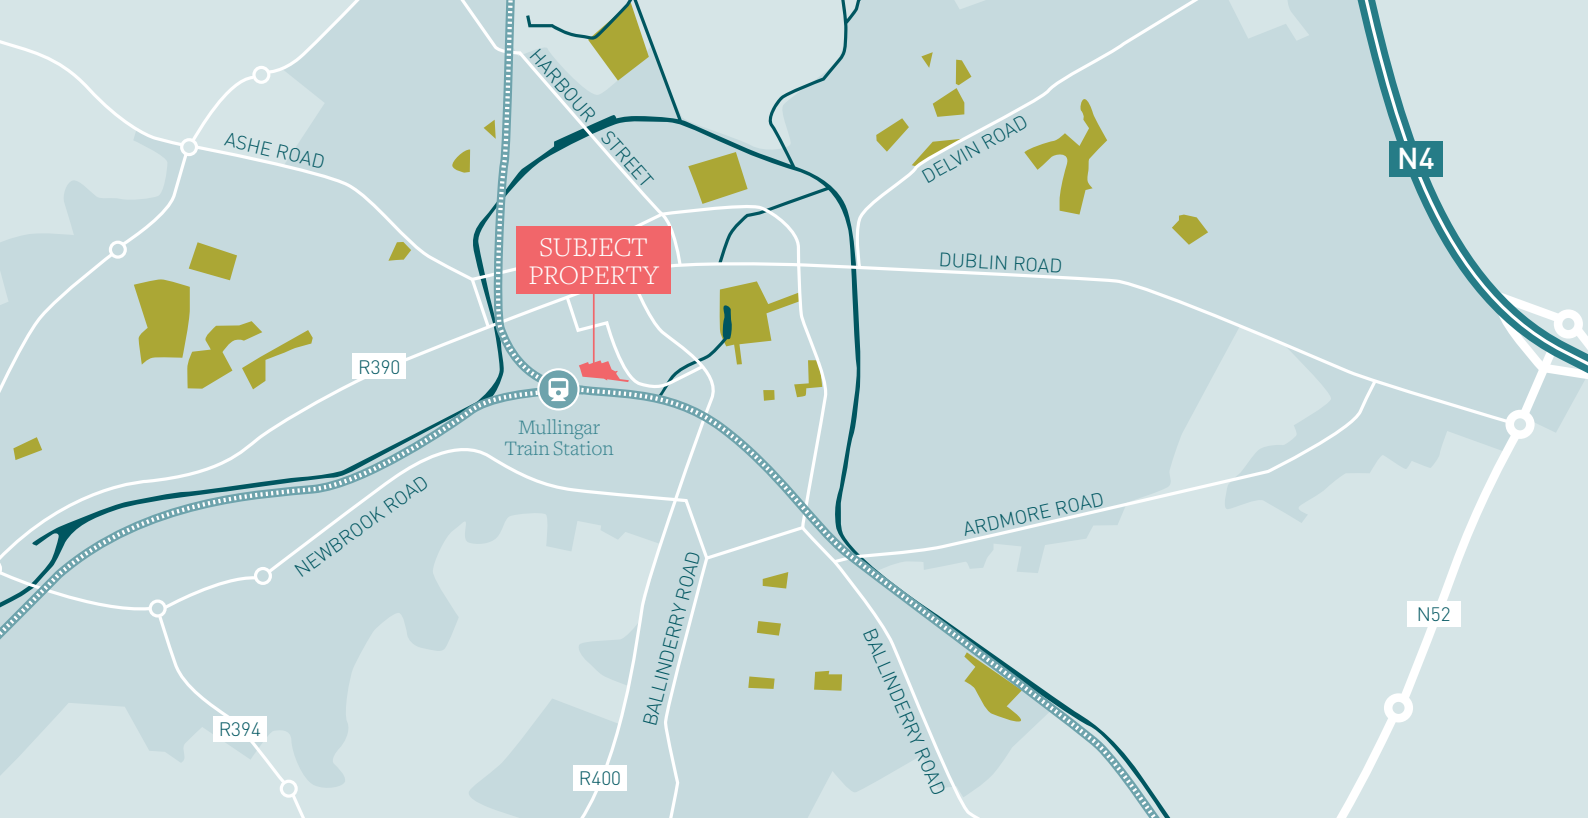 HARBOUR STREET
ASHE ROAD
DELVIN ROAD
N4
SUBJECT
PROPERTY
DUBLIN ROAD
R390
Mullingar
Train Station
NEWBROOK ROAD
ARDMORE ROAD
N52
BALLINDERRY ROAD
BALLINDERRY ROAD
R394
R400